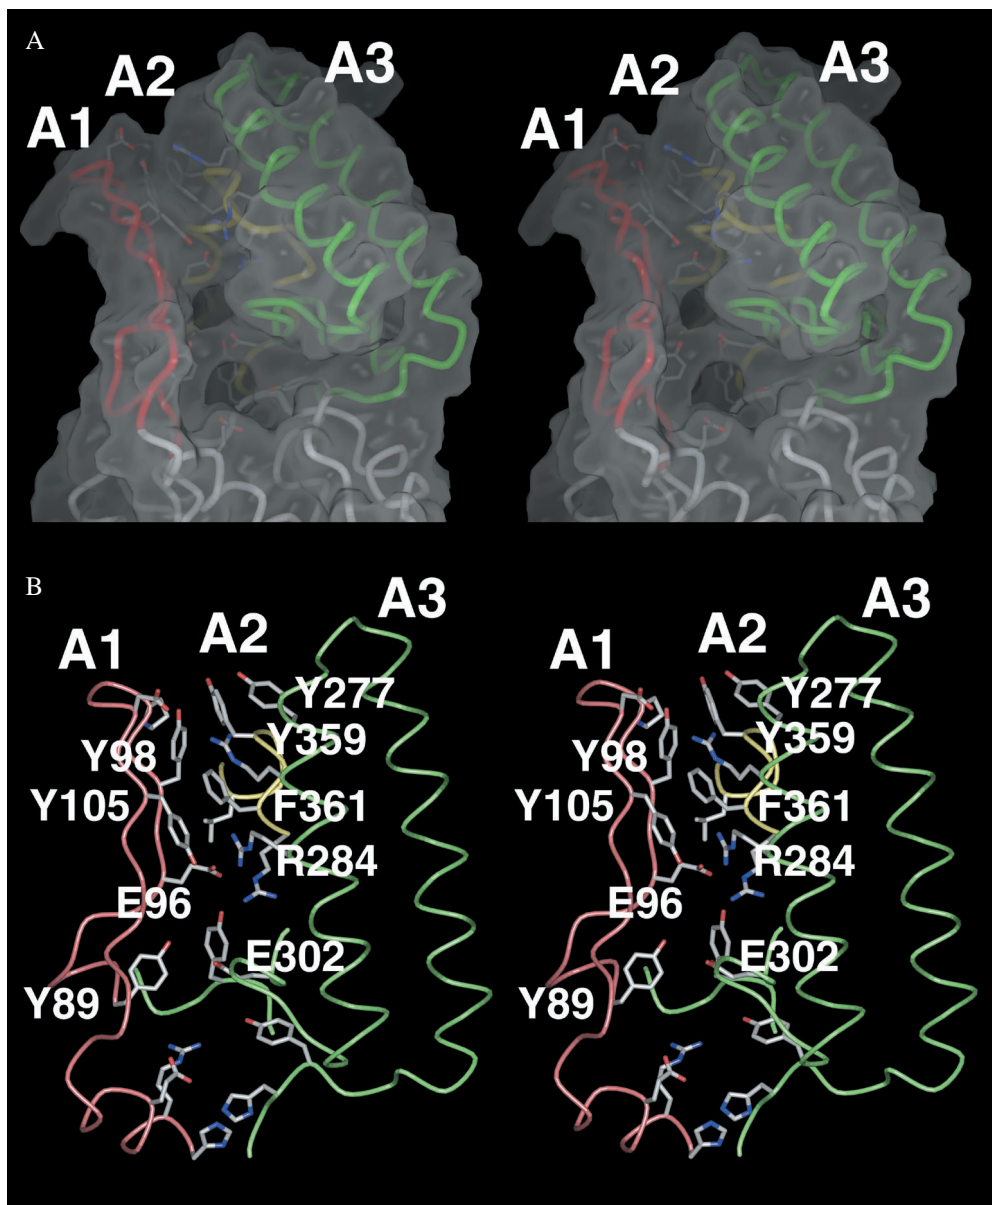 A
A1 A2 A3 A1 A2 A3
B
A1 A2 A3 A1 A2 A3
Y277 Y277
Y98 Y359 Y98 Y359
Y105 F361 Y105 F361
R284 R284
E96 E96
E302 E302
Y89 Y89